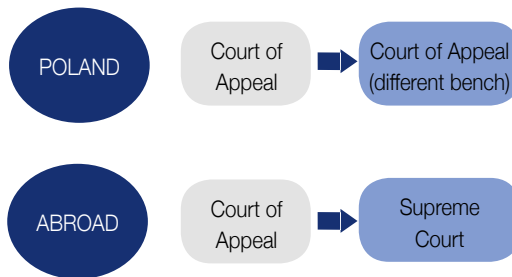 POLAND
Court of
Appeal
Court of Appeal
(different bench)
ABROAD
Court of
Appeal
Supreme
Court